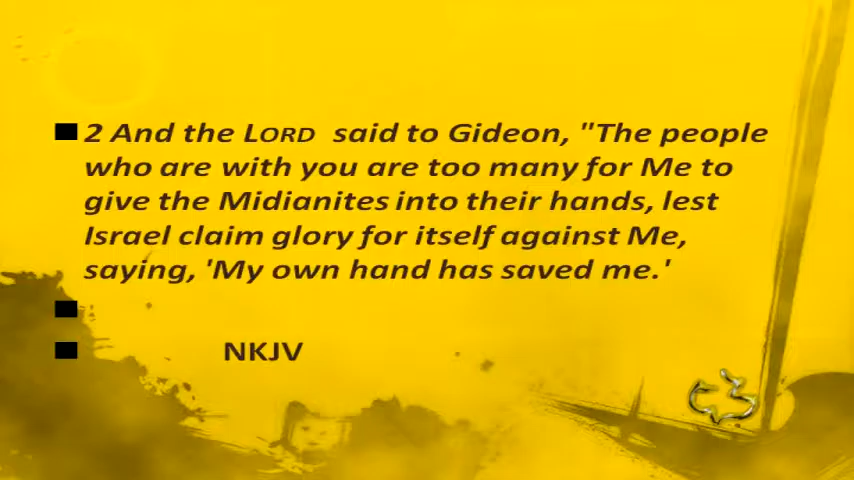 2 And the LORD said to Gideon, "The people
who are with you are too many for Me to
give the Midianites into their hands, lest
Israel claim glory for itself against Me,
saying, 'My own hand has saved me.'
NKJV
C3